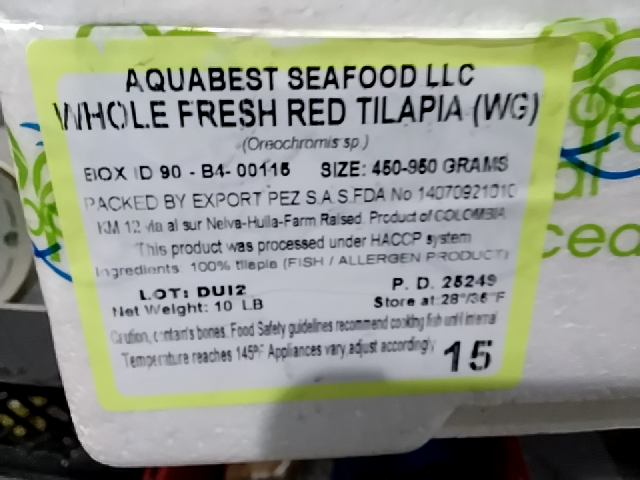 AQUABEST SEAFOOD LLC
WHOLE FRESH RED TILAPIA (WG)
(Oreochromis sp.)
BOX ID 90 - B4- 00115 SIZE: 450-950 GRAMS
PACKED BY EXPORT PEZ S.A.S.FDA No 14070921010
KM 12 via al sur Neiva-Huila-Farm Raised. Product of COLOMBIA
This product was processed under HACCP system
Ingredients 100% tilapia (FISH / ALLERGEN PRODUCT)
LOT: DUI2 P. D. 25249
Net Weight: 10 LB Store at 28°/36°F
Caution, contains bones. Food Safety guidelines recommend cooking fish until internal
Temperature reaches 145°F Appliances vary, adjust accordingly 15